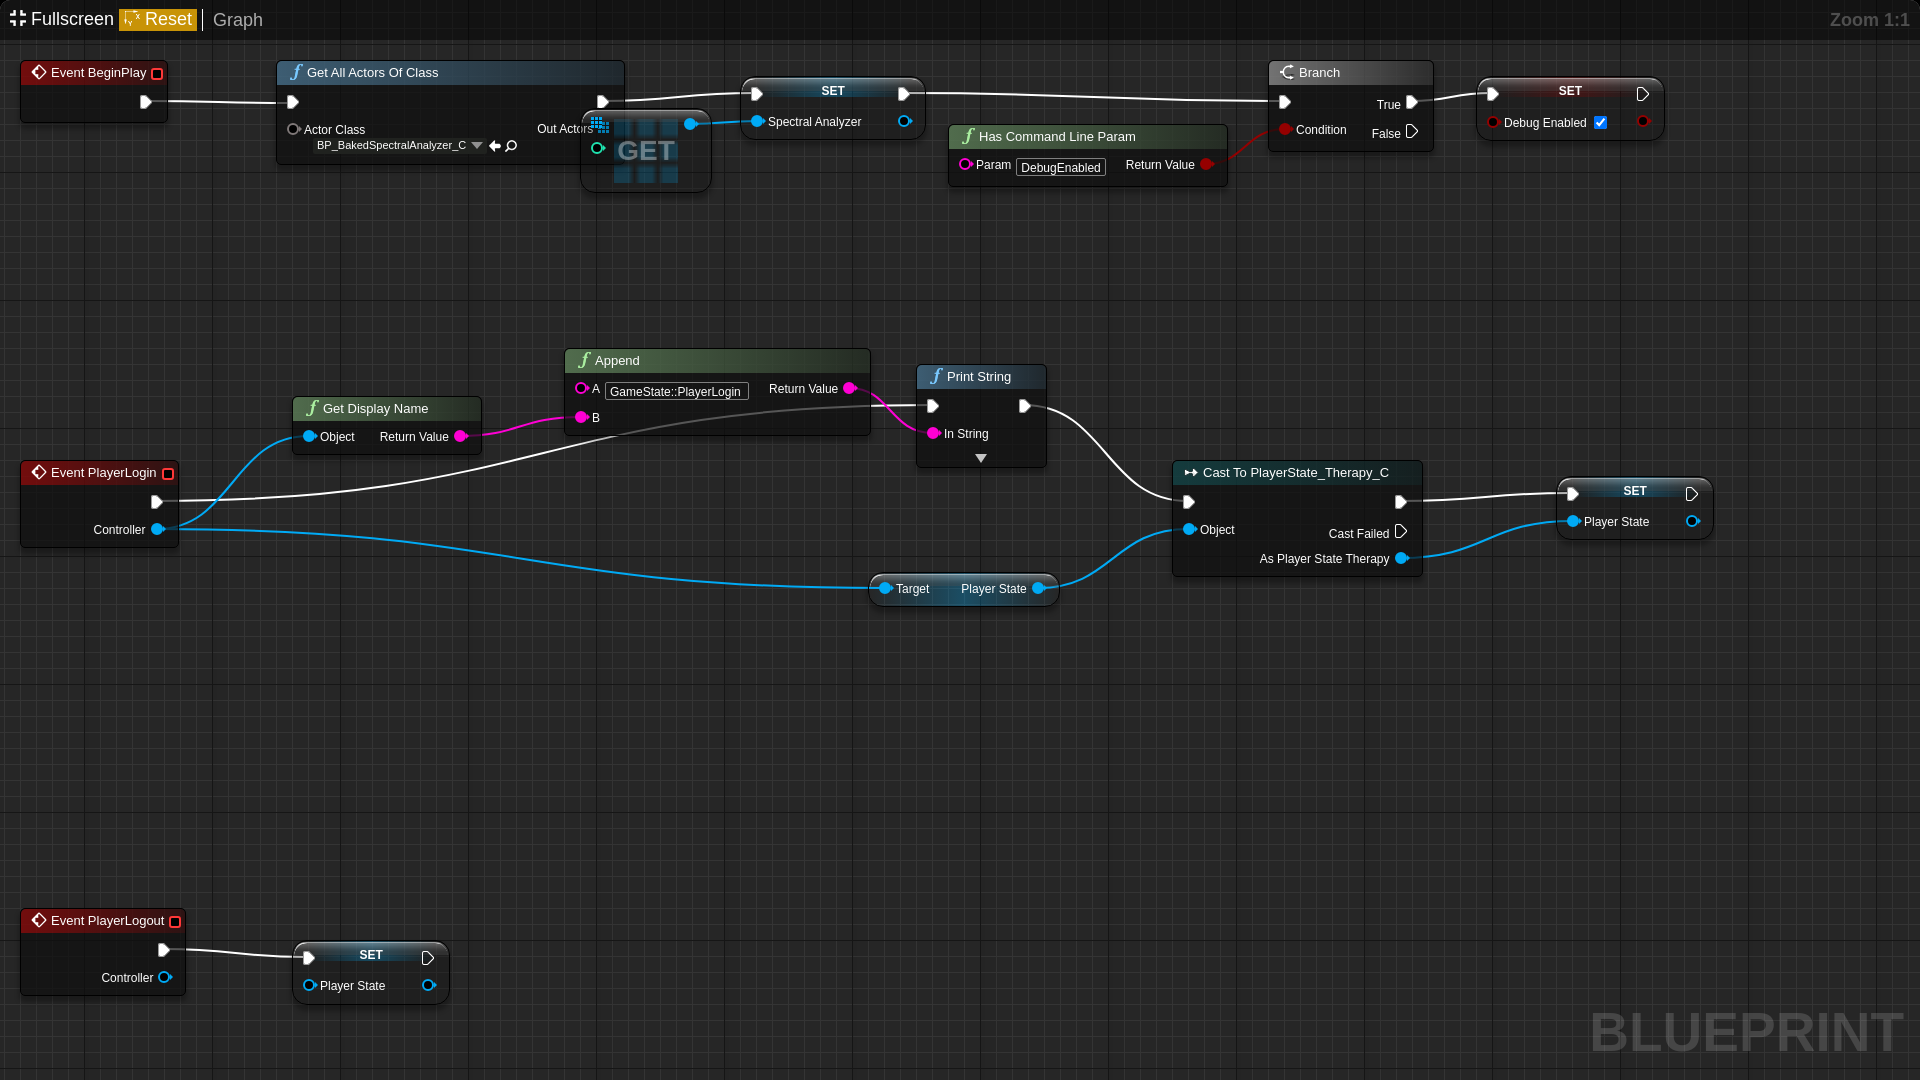 Fullscreen Reset Graph Zoom 1:1
Event BeginPlay
Get All Actors Of Class
Actor Class
BP_BakedSpectralAnalyzer_C
Out Actors
GET
SET
Spectral Analyzer
Has Command Line Param
Param DebugEnabled Return Value
Branch
True
Condition
False
SET
Debug Enabled
Append
A GameState::PlayerLogin Return Value
B
Print String
In String
Get Display Name
Object Return Value
Event PlayerLogin
Controller
Target Player State
Cast To PlayerState_Therapy_C
Object
Cast Failed
As Player State Therapy
SET
Player State
Event PlayerLogout
Controller
SET
Player State
BLUEPRINT